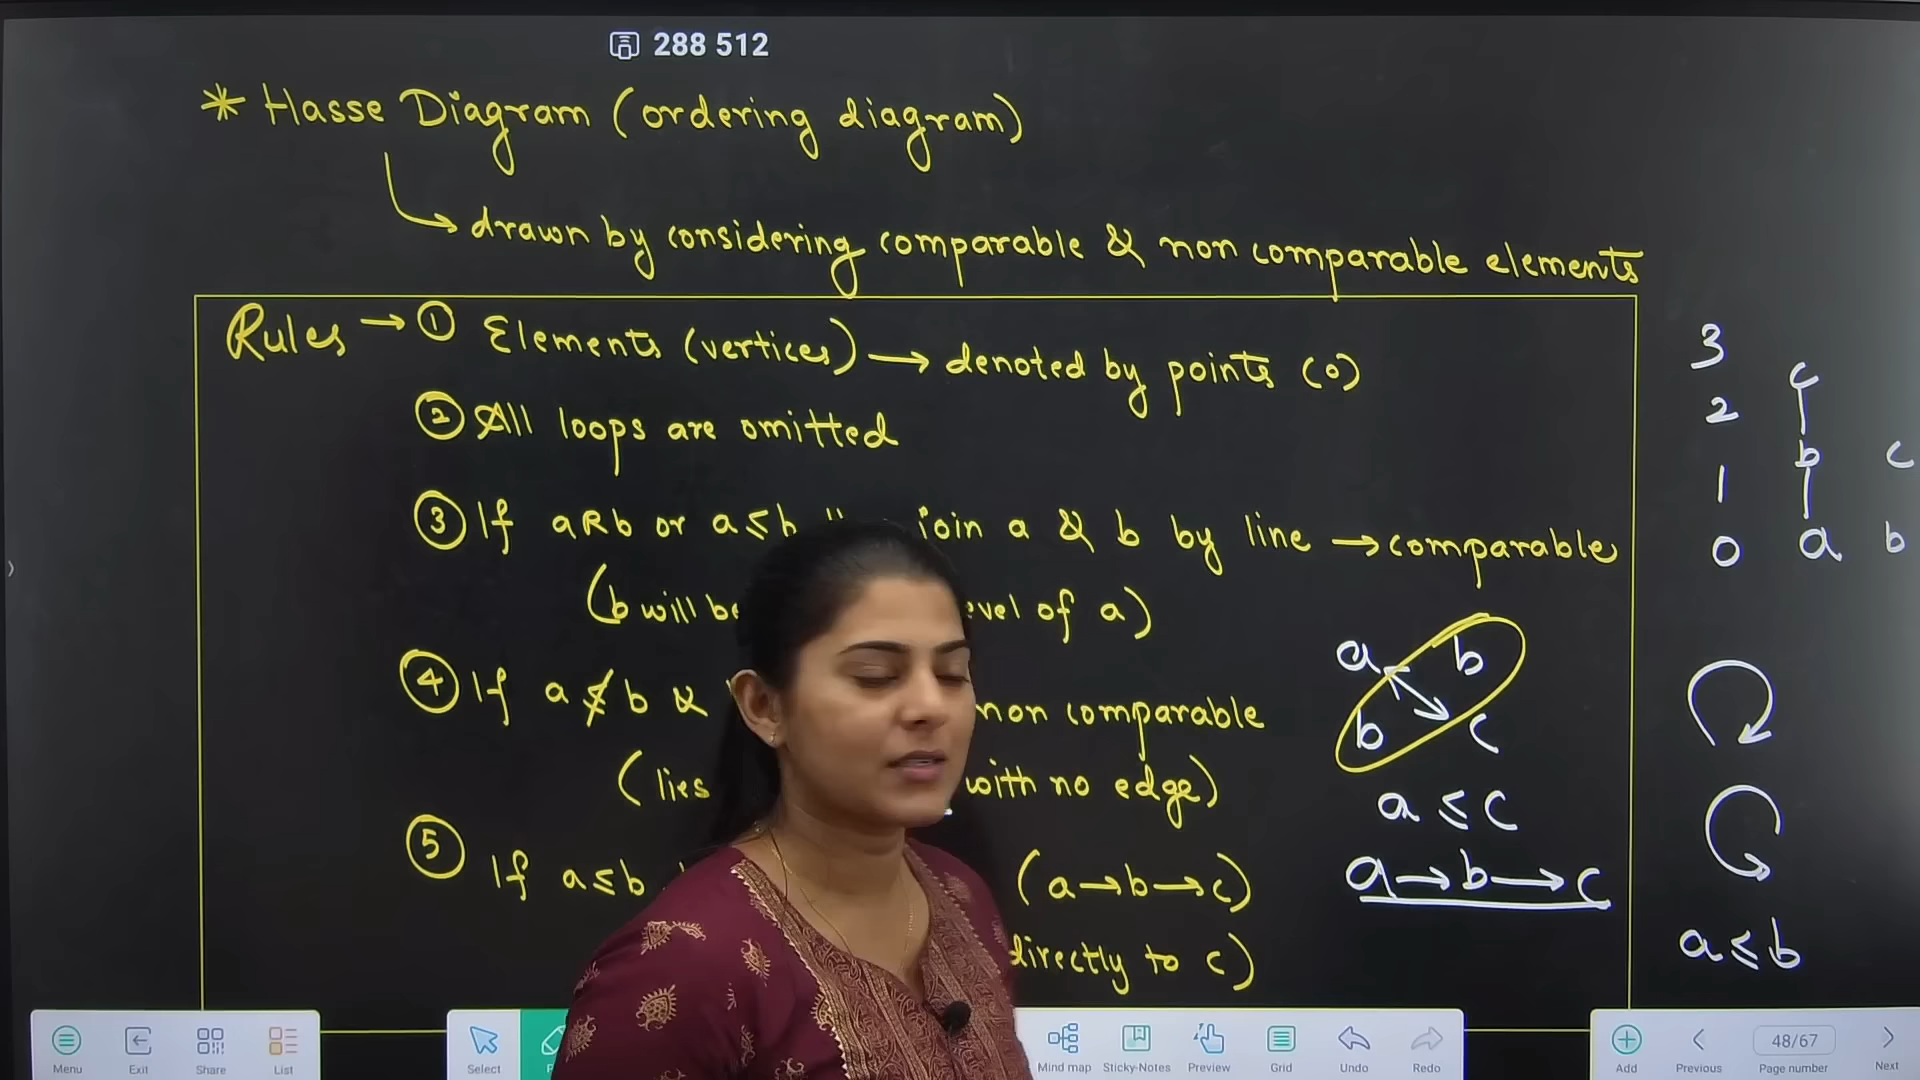 288 512
* Hasse Diagram (ordering diagram)
↳ drawn by considering comparable & non comparable elements
Rules → ① Elements (vertices) → denoted by points (o)
② All loops are omitted
③ If aRb or a≤b join a & b by line → comparable
(b will be level of a)
④ If a≰b & non comparable
(lies with no edge)
⑤ If a≤b (a→b→c)
directly to c)
3
2
1
0
c
b
a
c
b
a b
b c
a ≤ c
a→b→c
a ≤ b
Menu Exit Share List Select Mind map Sticky-Notes Preview Grid Undo Redo Add Previous 48/67 Page number Next